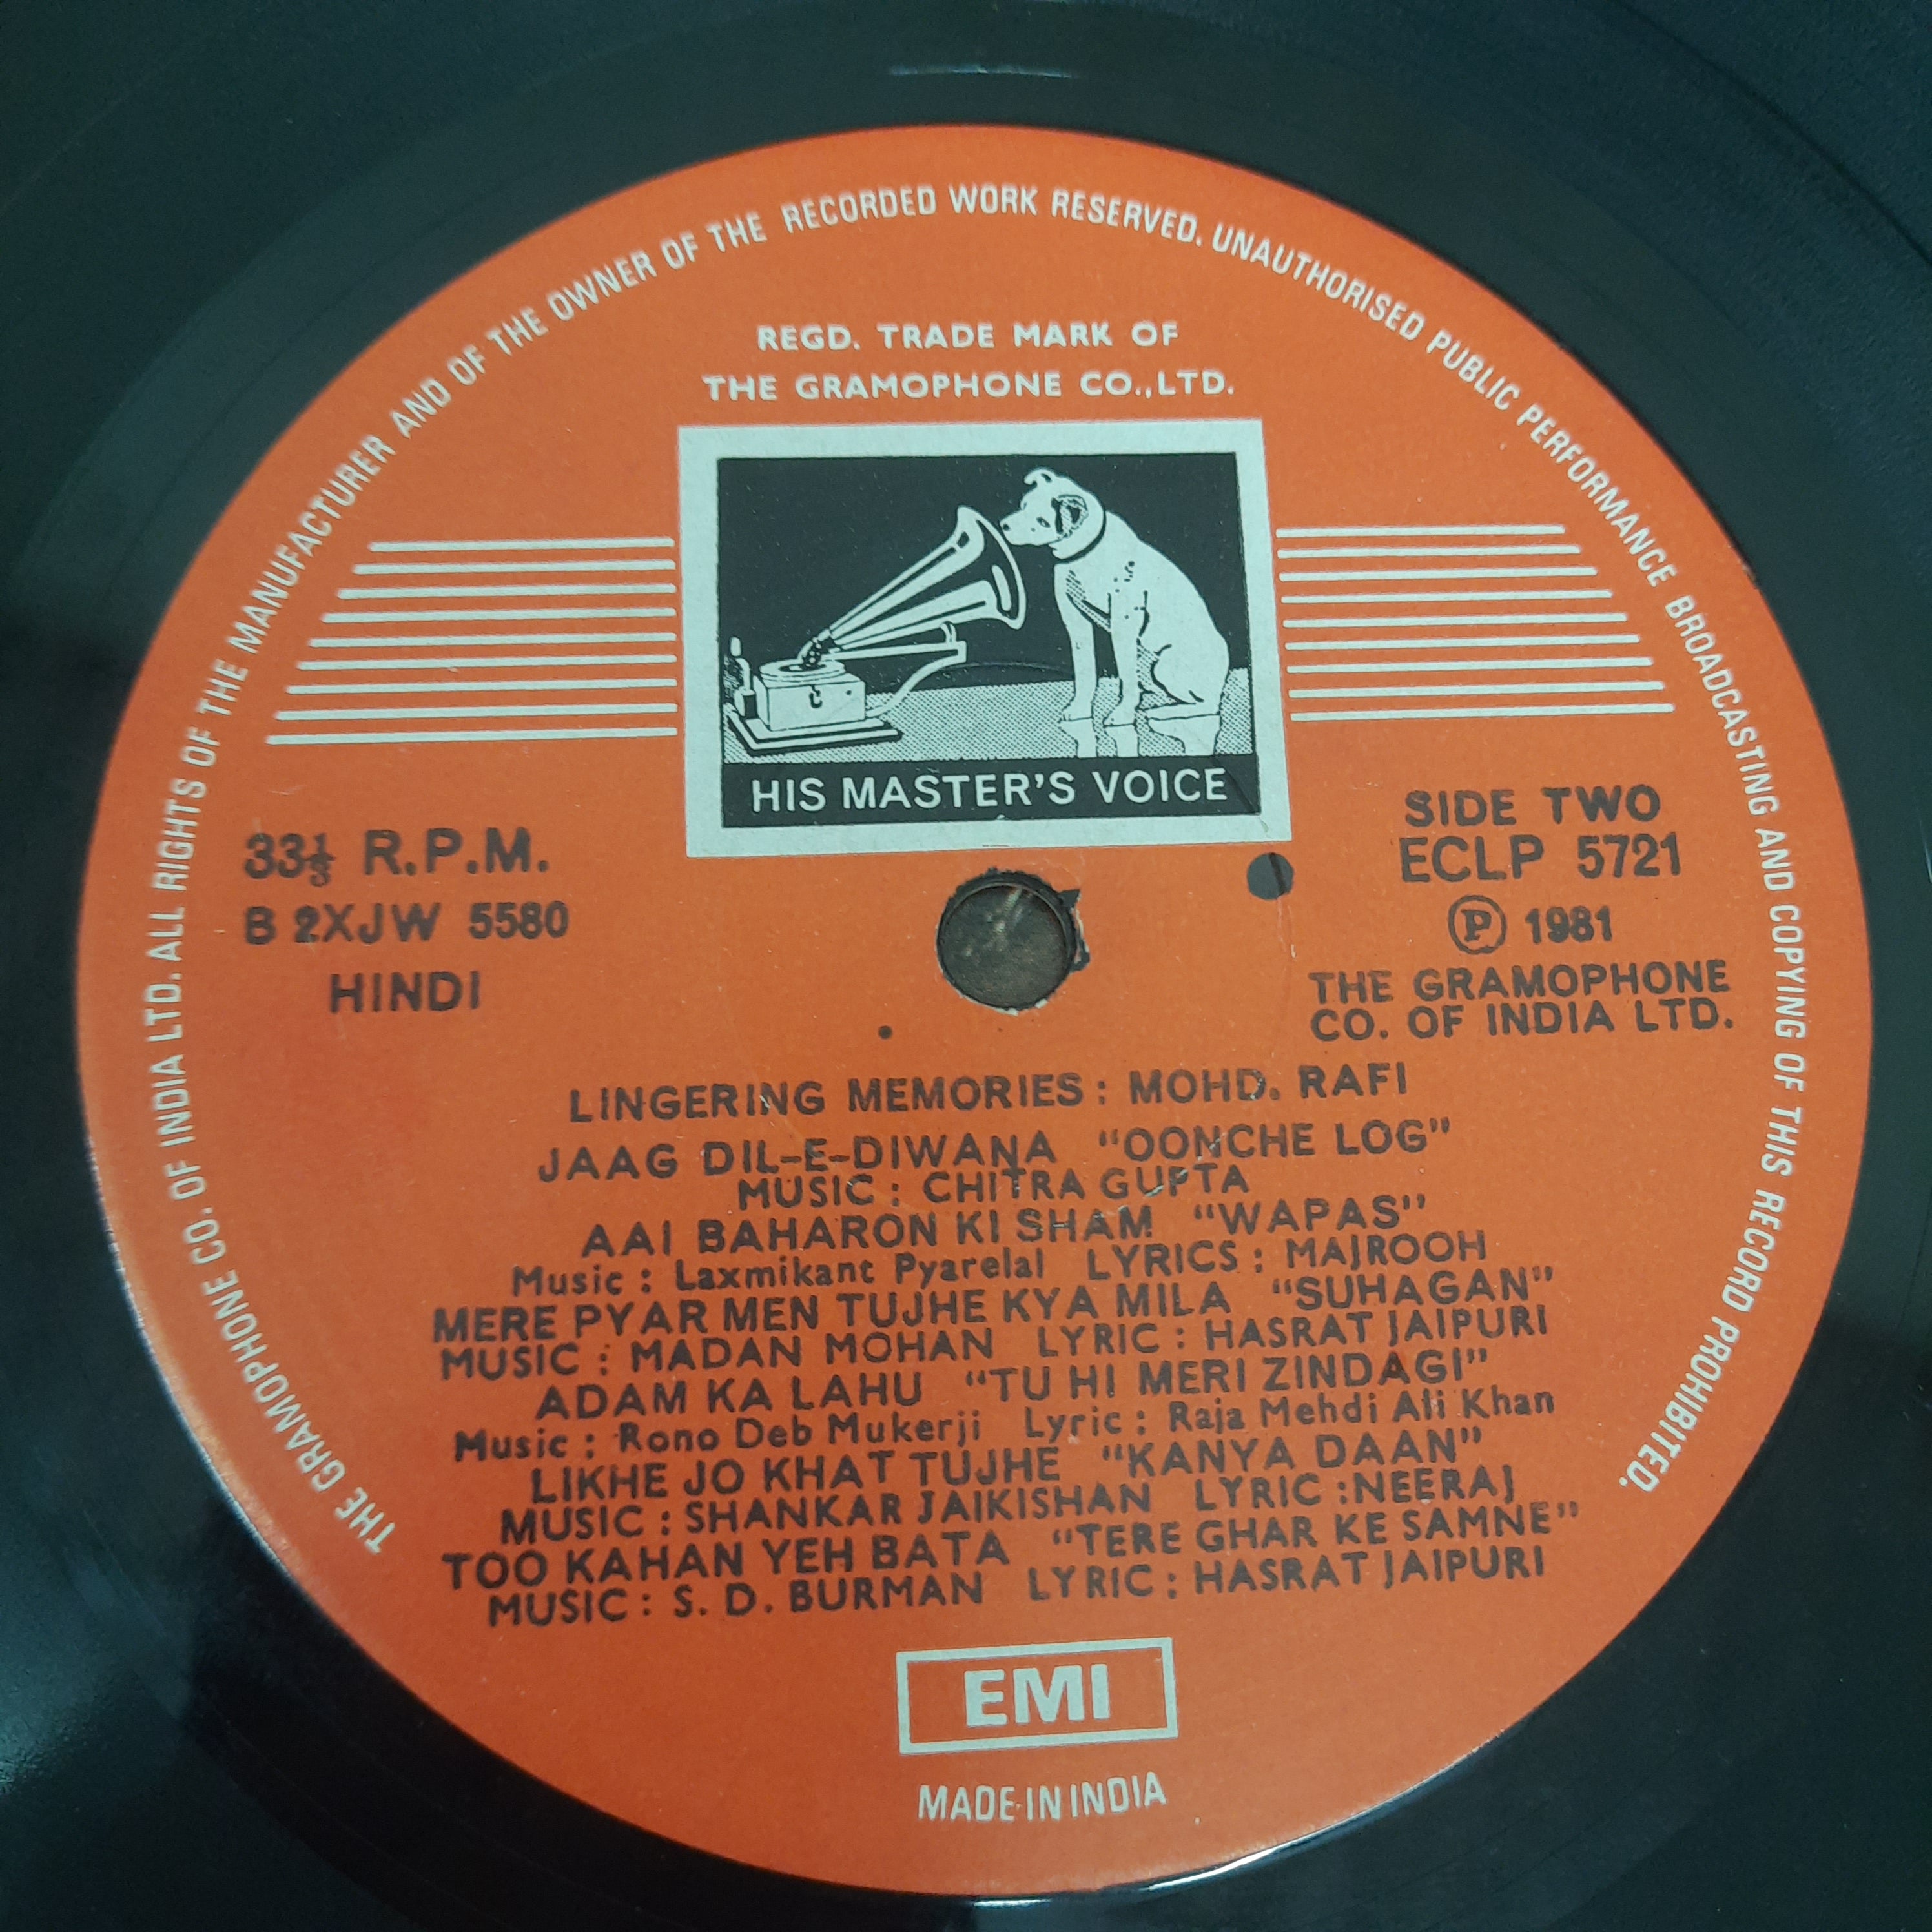 THE GRAMOPHONE CO. OF INDIA LTD. ALL RIGHTS OF THE MANUFACTURER AND OF THE OWNER OF THE RECORDED WORK RESERVED. UNAUTHORISED PUBLIC PERFORMANCE BROADCASTING AND COPYING OF THIS RECORD PROHIBITED.
REGD. TRADE MARK OF
THE GRAMOPHONE CO.,LTD.
HIS MASTER'S VOICE
33⅓ R.P.M.
B 2XJW 5580
HINDI
SIDE TWO
ECLP 5721
Ⓟ 1981
THE GRAMOPHONE
CO. OF INDIA LTD.
LINGERING MEMORIES : MOHD. RAFI
JAAG DIL-E-DIWANA "OONCHE LOG"
MUSIC : CHITRA GUPTA
AAI BAHARON KI SHAM "WAPAS"
Music : Laxmikant Pyarelal LYRICS : MAJROOH
MERE PYAR MEN TUJHE KYA MILA "SUHAGAN"
MUSIC : MADAN MOHAN LYRIC : HASRAT JAIPURI
ADAM KA LAHU "TU HI MERI ZINDAGI"
Music : Rono Deb Mukerji Lyric : Raja Mehdi Ali Khan
LIKHE JO KHAT TUJHE "KANYA DAAN"
MUSIC : SHANKAR JAIKISHAN LYRIC :NEERAJ
TOO KAHAN YEH BATA "TERE GHAR KE SAMNE"
MUSIC : S. D. BURMAN LYRIC : HASRAT JAIPURI
EMI
MADE IN INDIA